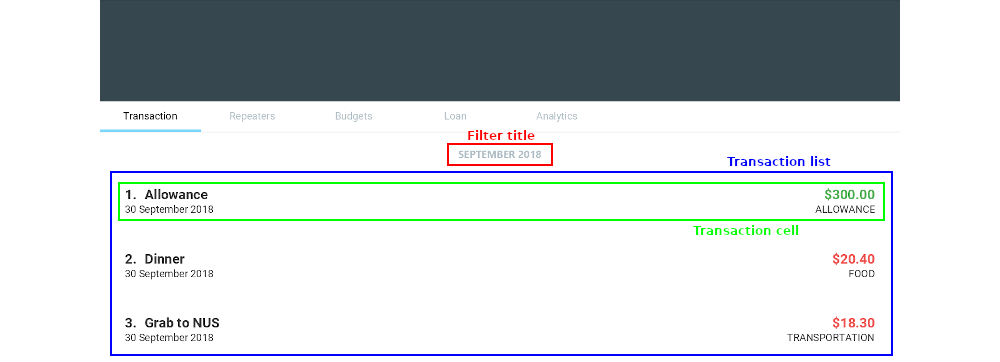 Transaction Repeaters Budgets Loan Analytics
Filter title
SEPTEMBER 2018
Transaction list
1. Allowance $300.00
30 September 2018 ALLOWANCE
Transaction cell
2. Dinner $20.40
30 September 2018 FOOD
3. Grab to NUS $18.30
30 September 2018 TRANSPORTATION